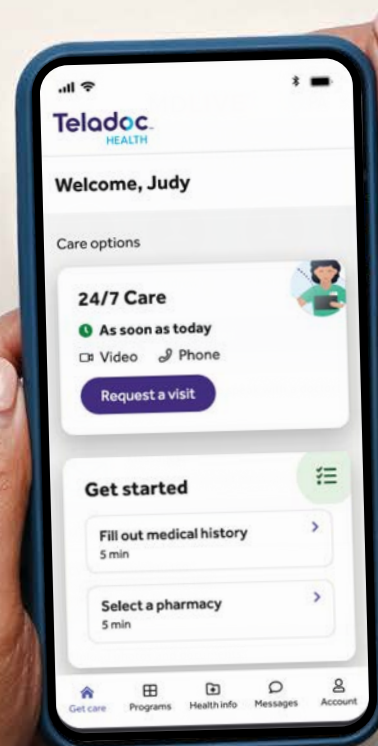 Teladoc
HEALTH
Welcome, Judy
Care options
24/7 Care
As soon as today
Video Phone
Request a visit
Get started
Fill out medical history
5 min
Select a pharmacy
5 min
Get care Programs Health info Messages Account